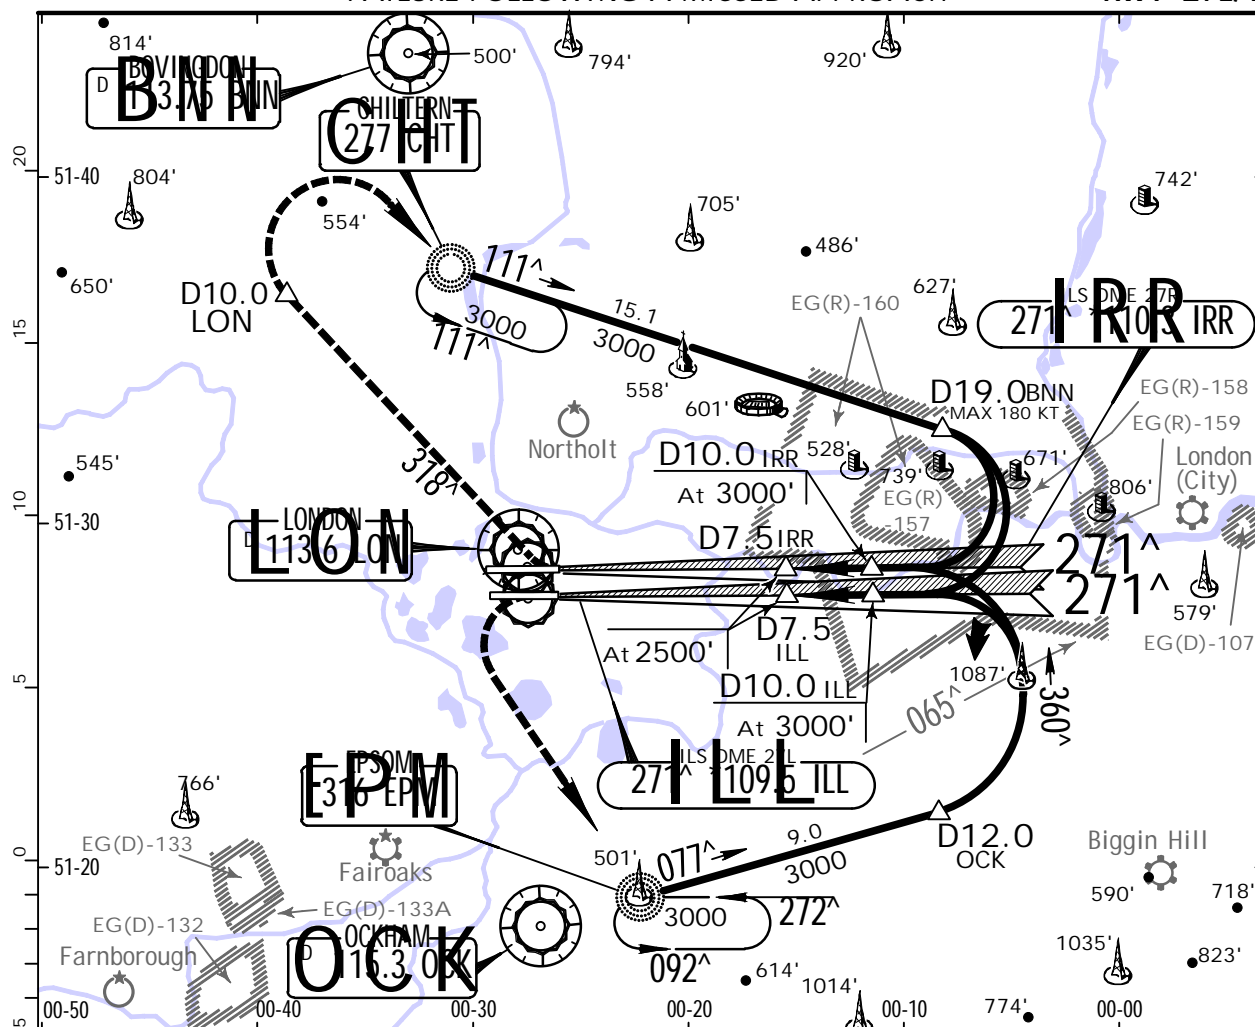 814'
500'
794'
920'
BOVINGDON
D 113.75 BNN
BNN
CHILTERN
277 CHT
CHT
20
51-40
804'
554'
705'
742'
486'
650'
D10.0
LON
111^
15.1
3000
3000
111^
EG(R)-160
627'
ILS DME 27R
271^ 110.3 IRR
IRR
15
558'
601'
D19.0 BNN
MAX 180 KT
EG(R)-158
EG(R)-159
Northolt
D10.0 IRR
At 3000'
528'
739'
671'
London
(City)
545'
318^
EG(R)
-157
806'
10
51-30
LONDON
D 113.6 LON
LON
D7.5 IRR
271^
271^
579'
EG(D)-107
At 2500'
D7.5
ILL
D10.0 ILL
At 3000'
1087'
065^
360^
5
ILS DME 27L
271^ 109.5 ILL
ILL
EPSOM
316 EPM
EPM
766'
EG(D)-133
Fairoaks
0
51-20
501'
077^
9.0
3000
D12.0
OCK
Biggin Hill
590'
718'
EG(D)-133A
EG(D)-132
3000
272^
092^
Farnborough
OCKHAM
D 115.3 OCK
OCK
614'
1014'
1035'
823'
774'
5
00-50
00-40
00-30
00-20
00-10
00-00